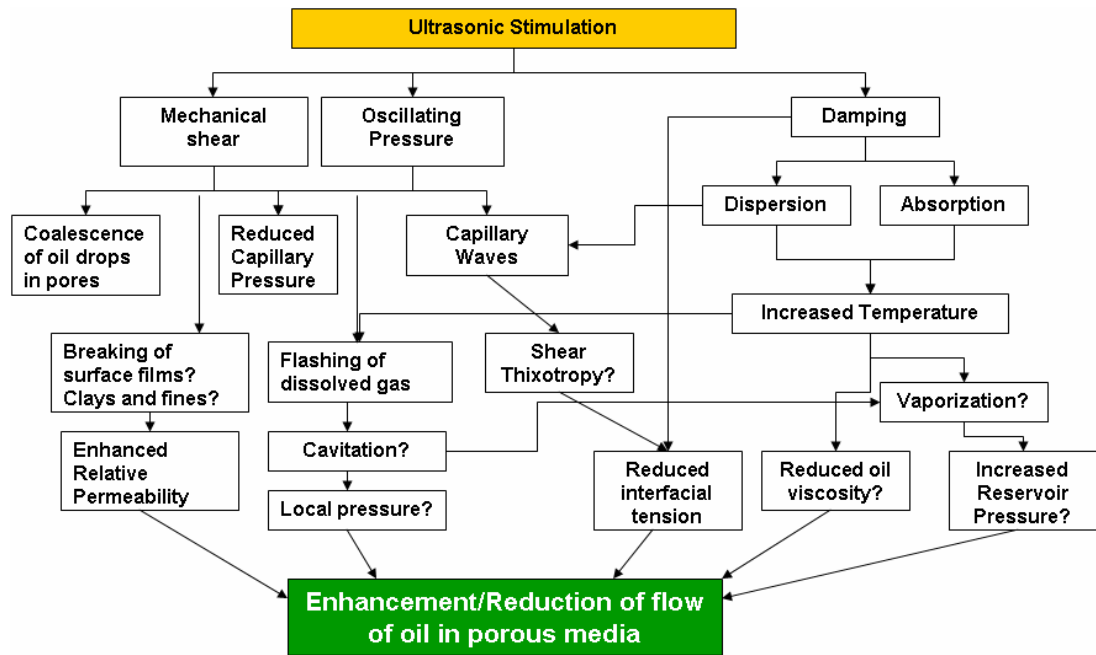 Ultrasonic Stimulation
Mechanical
shear
Oscillating
Pressure
Damping
Dispersion
Absorption
Coalescence
of oil drops
in pores
Reduced
Capillary
Pressure
Capillary
Waves
Increased Temperature
Breaking of
surface films?
Clays and fines?
Flashing of
dissolved gas
Shear
Thixotropy?
Vaporization?
Enhanced
Relative
Permeability
Cavitation?
Local pressure?
Reduced
interfacial
tension
Reduced oil
viscosity?
Increased
Reservoir
Pressure?
Enhancement/Reduction of flow
of oil in porous media